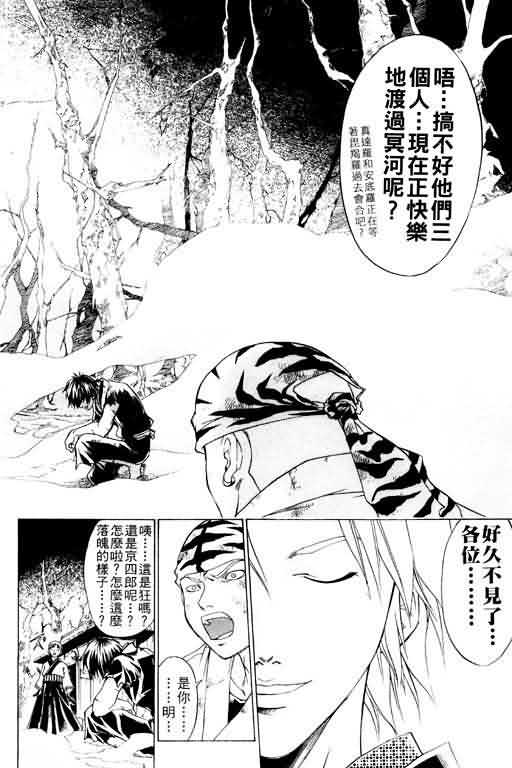 唔…搞不好他們三
個人…現在正快樂
地渡過冥河呢？
真達羅和安底羅正在等
著毘羯羅過去會合吧？
好久不見了…
各位………
是你……
……明…
咦……這是狂嗎？
還是京四郎呢…？
怎麼啦？怎麼這麼
落魄的樣子……？